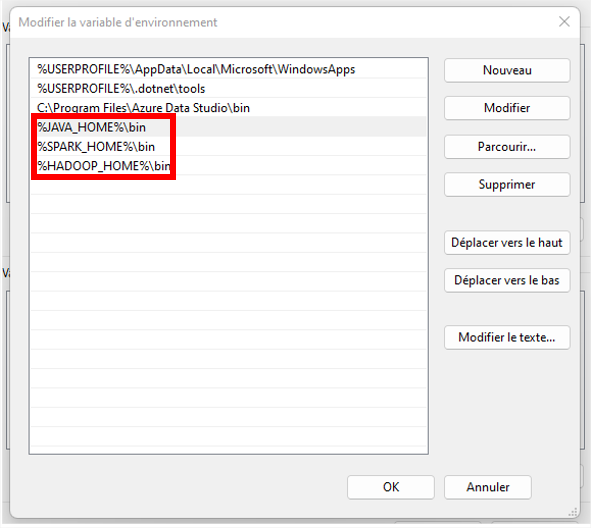 Modifier la variable d'environnement
%USERPROFILE%\AppData\Local\Microsoft\WindowsApps
%USERPROFILE%\.dotnet\tools
C:\Program Files\Azure Data Studio\bin
%JAVA_HOME%\bin
%SPARK_HOME%\bin
%HADOOP_HOME%\bin
Nouveau
Modifier
Parcourir...
Supprimer
Déplacer vers le haut
Déplacer vers le bas
Modifier le texte...
OK
Annuler